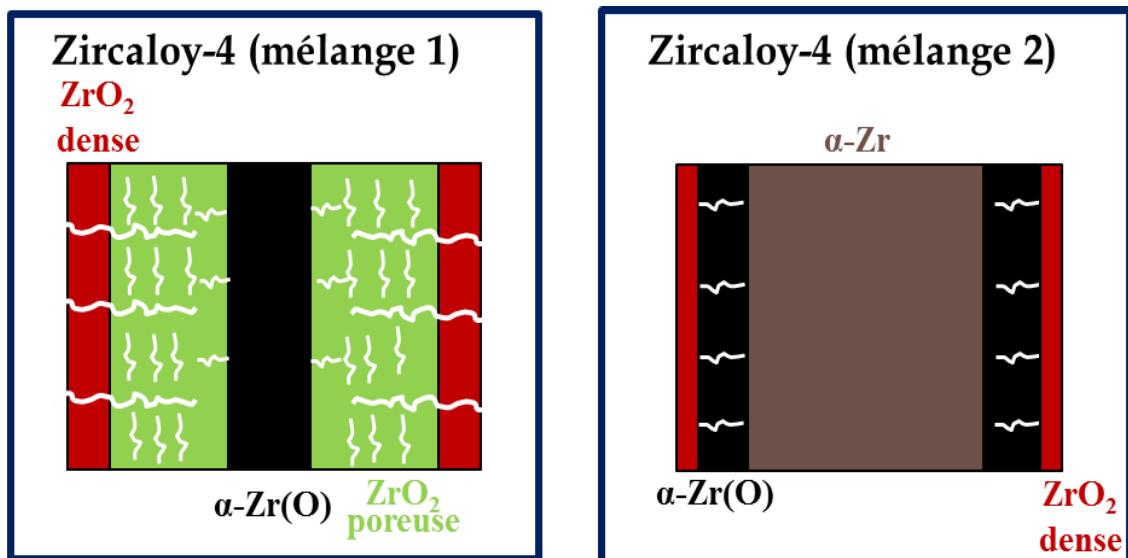 Zircaloy-4 (mélange 1)
ZrO₂
dense
α-Zr(O)
ZrO₂
poreuse
Zircaloy-4 (mélange 2)
α-Zr
α-Zr(O)
ZrO₂
dense